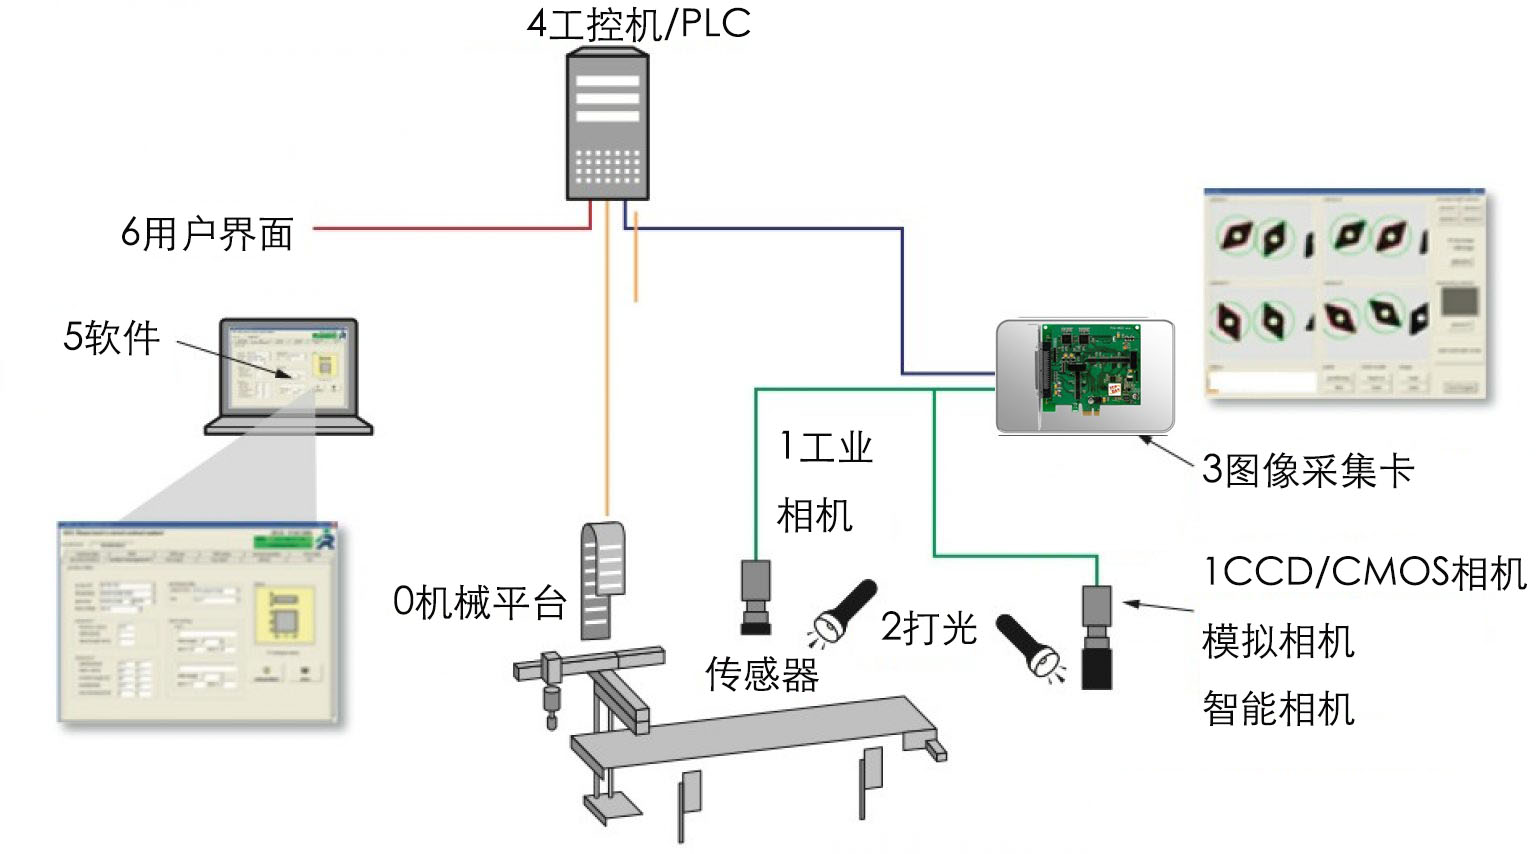 4工控机/PLC
6用户界面
5软件
1工业
相机
3图像采集卡
0机械平台
2打光
1CCD/CMOS相机
模拟相机
智能相机
传感器